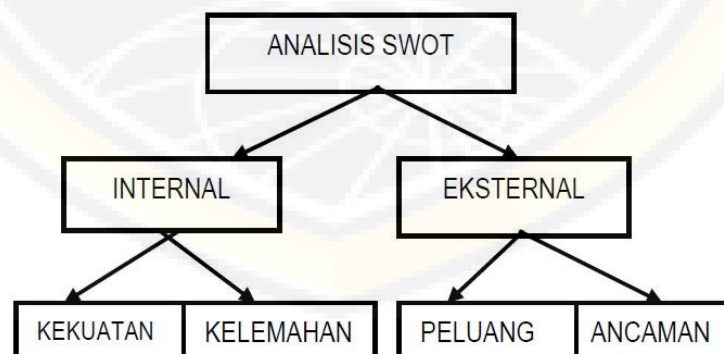 ANALISIS SWOT
INTERNAL EKSTERNAL
KEKUATAN KELEMAHAN PELUANG ANCAMAN